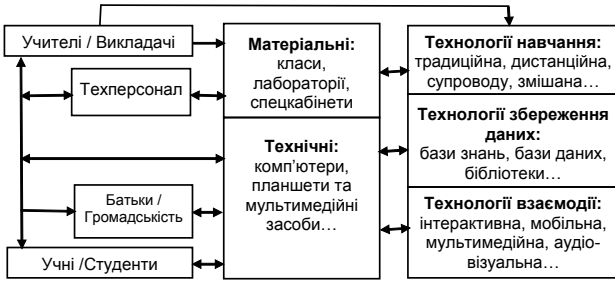 Учителі / Викладачі
Техперсонал
Батьки /
Громадськість
Учні /Студенти
Матеріальні:
класи,
лабораторії,
спецкабінети
Технічні:
комп’ютери,
планшети та
мультимедійні
засоби…
Технології навчання:
традиційна, дистанційна,
супроводу, змішана…
Технології збереження
даних:
бази знань, бази даних,
бібліотеки…
Технології взаємодії:
інтерактивна, мобільна,
мультимедійна, аудіо-
візуальна…